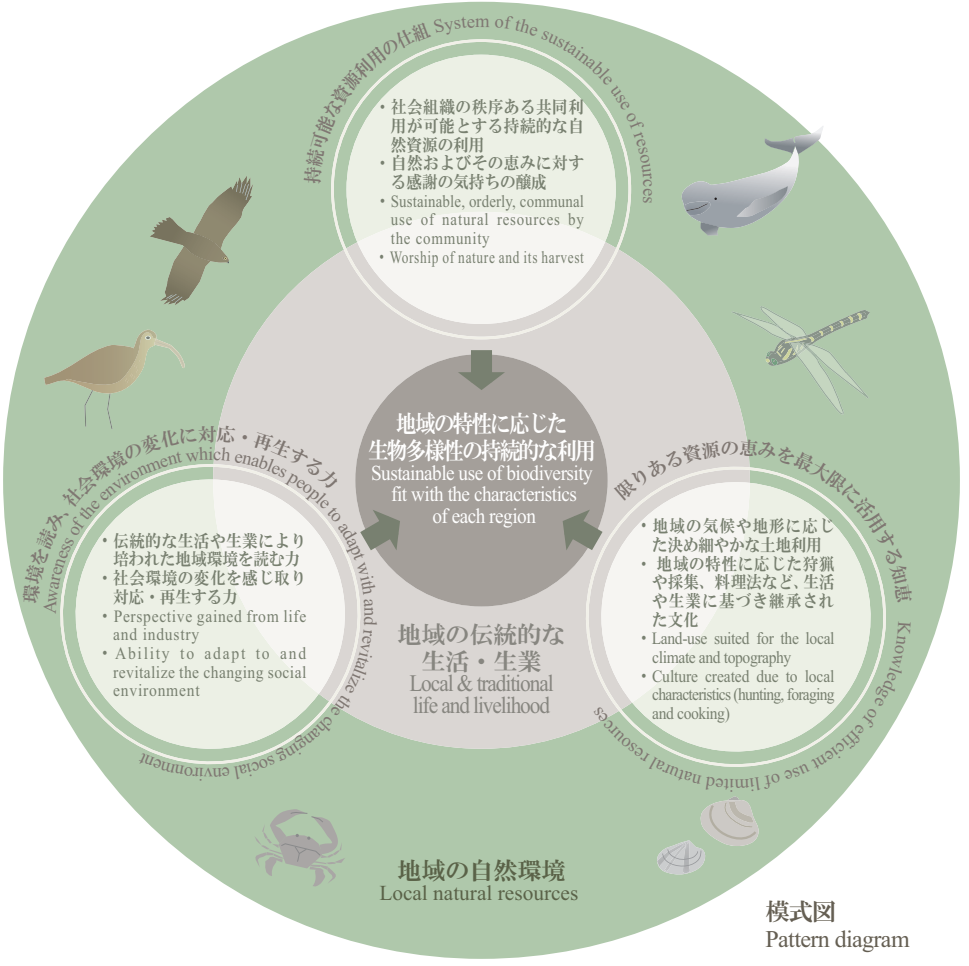 持続可能な資源利用の仕組 System of the sustainable use of resources
・社会組織の秩序ある共同利
用が可能とする持続的な自
然資源の利用
・自然およびその恵みに対す
る感謝の気持ちの醸成
• Sustainable, orderly, communal
use of natural resources by
the community
• Worship of nature and its harvest
地域の特性に応じた
生物多様性の持続的な利用
Sustainable use of biodiversity
fit with the characteristics
of each region
環境を読み、社会環境の変化に対応・再生する力
Awareness of the environment which enables people to adapt with and revitalize the changing social environment
・伝統的な生活や生業により
培われた地域環境を読む力
・社会環境の変化を感じ取り
対応・再生する力
• Perspective gained from life
and industry
• Ability to adapt to and
revitalize the changing social
environment
限りある資源の恵みを最大限に活用する知恵
Knowledge of efficient use of limited natural resources
・地域の気候や地形に応じ
た決め細やかな土地利用
・地域の特性に応じた狩猟
や採集、料理法など、生活
や生業に基づき継承され
た文化
• Land-use suited for the local
climate and topography
• Culture created due to local
characteristics (hunting, foraging
and cooking)
地域の伝統的な
生活・生業
Local & traditional
life and livelihood
地域の自然環境
Local natural resources
模式図
Pattern diagram